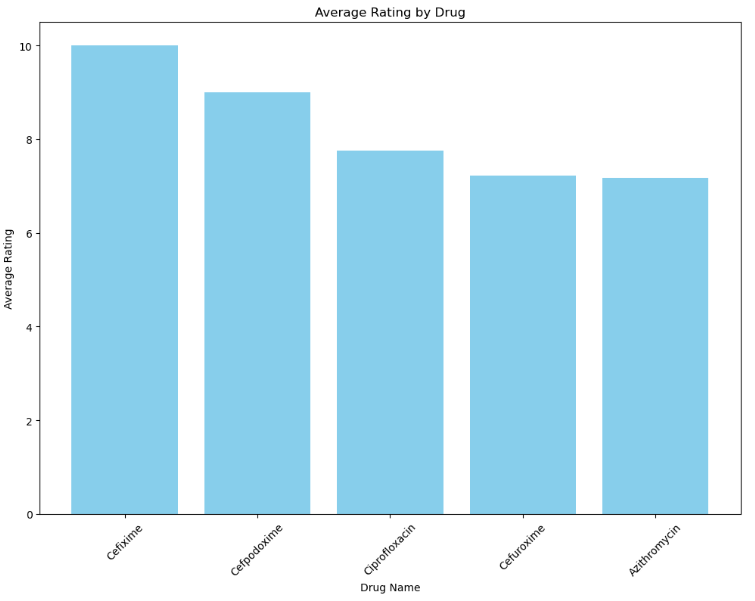 Average Rating by Drug
10
8
6
4
2
0
Average Rating
Cefixime
Cefpodoxime
Ciprofloxacin
Cefuroxime
Azithromycin
Drug Name